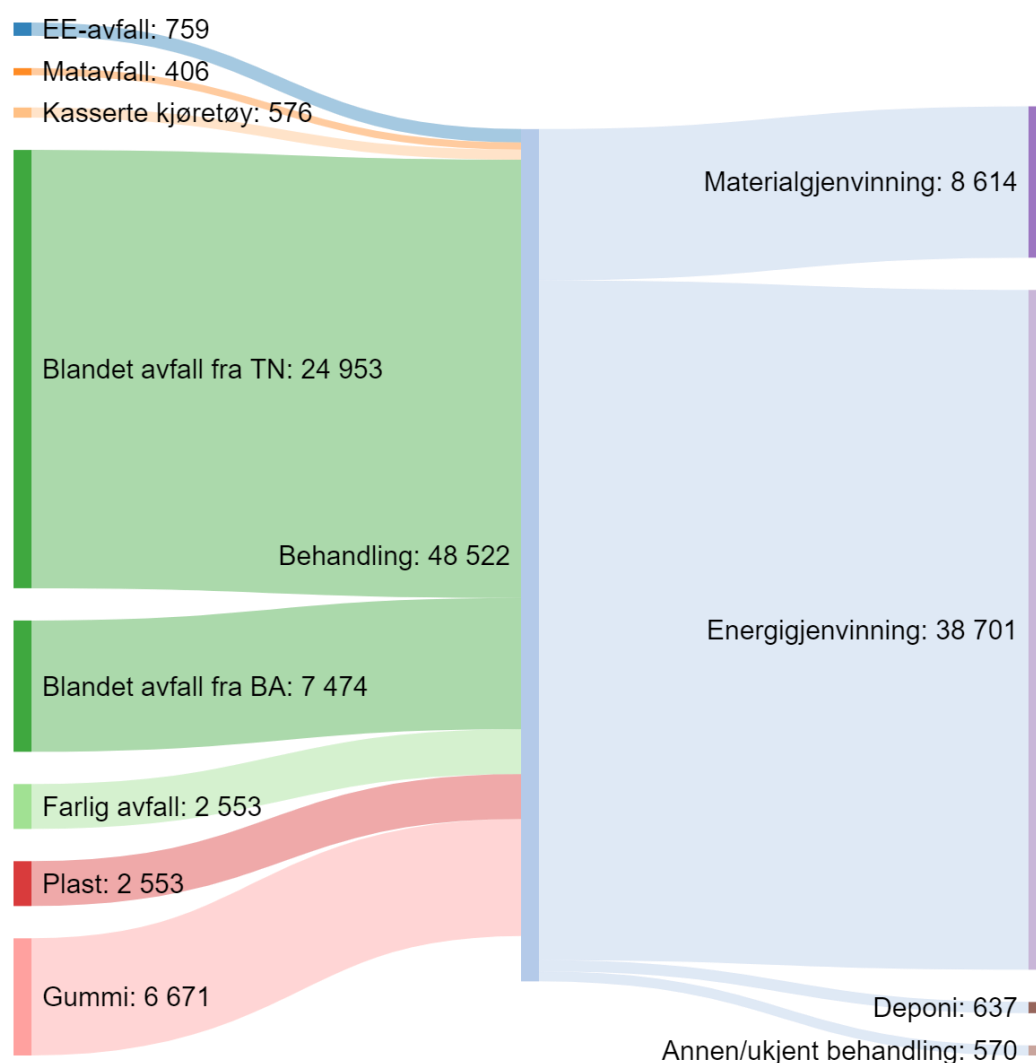 EE-avfall: 759
Matavfall: 406
Kasserte kjøretøy: 576
Blandet avfall fra TN: 24 953
Behandling: 48 522
Blandet avfall fra BA: 7 474
Farlig avfall: 2 553
Plast: 2 553
Gummi: 6 671
Materialgjenvinning: 8 614
Energigjenvinning: 38 701
Deponi: 637
Annen/ukjent behandling: 570